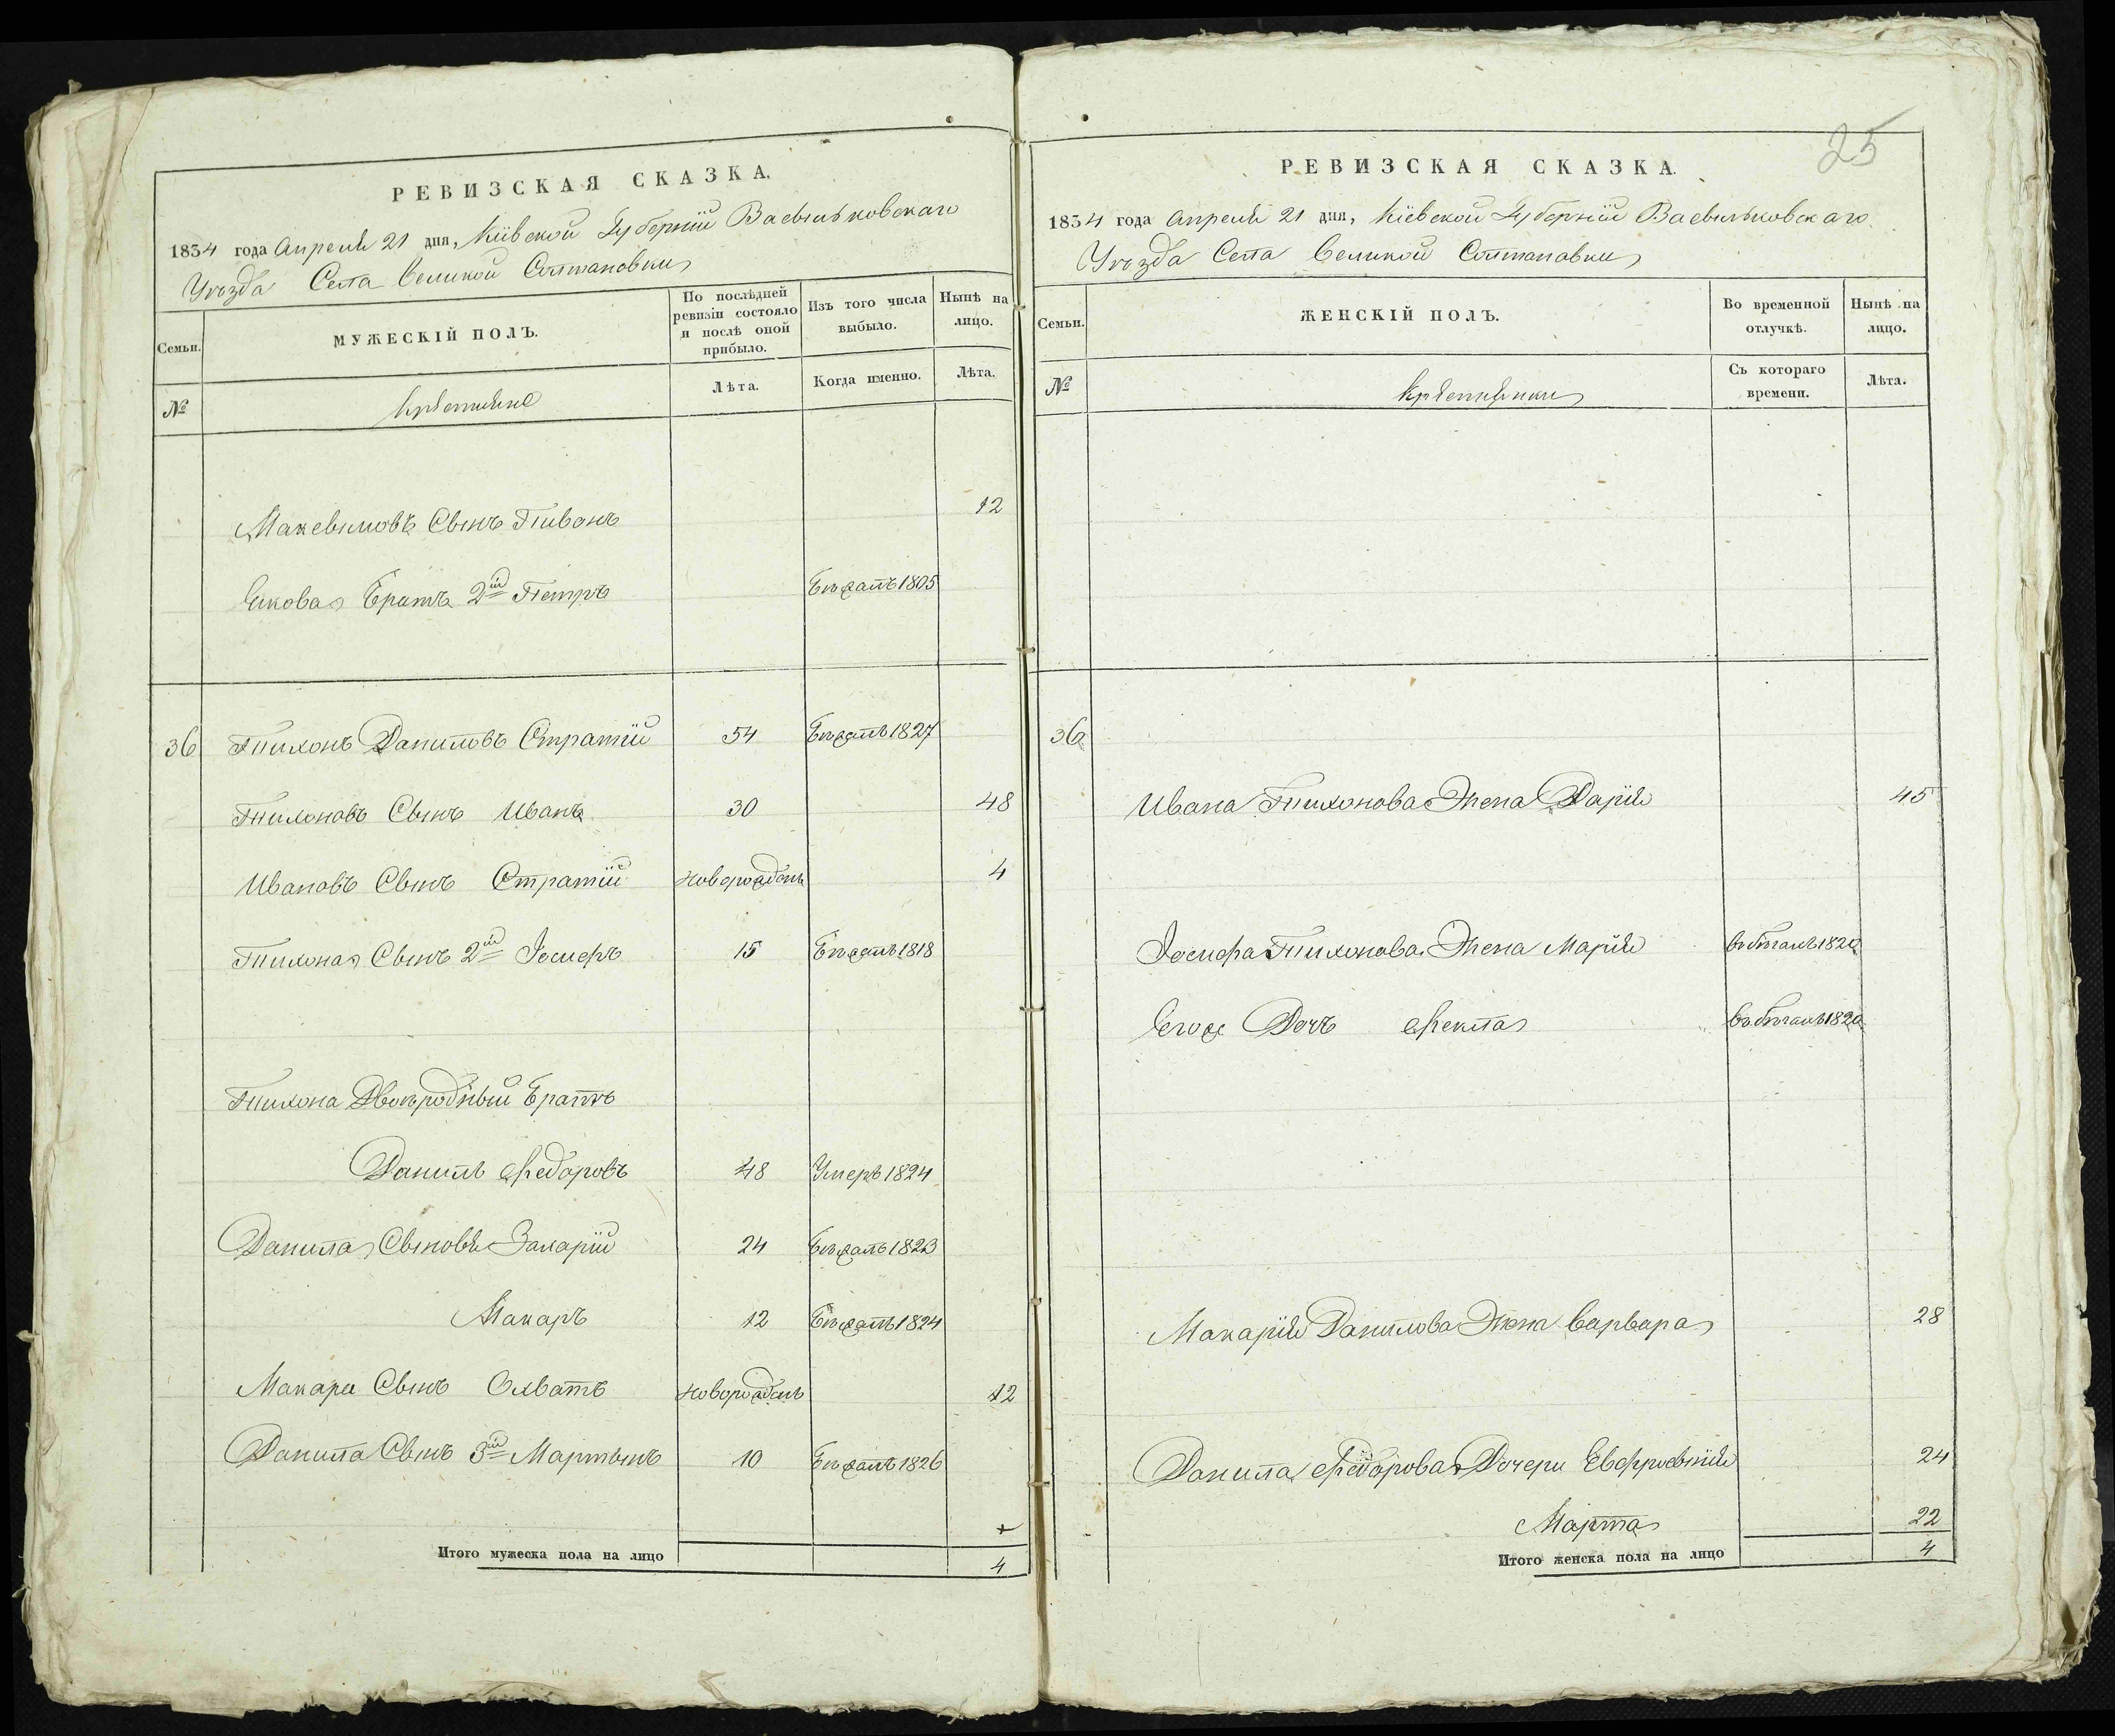 РЕВИЗСКАЯ СКАЗКА.
1834 года Апреля 21 дня, Кіевской Губерніи Васильковскаго
Уѣзда Села Великой Солтановки
Семьи. МУЖЕСКІЙ ПОЛЪ. По послѣдней ревизіи состояло и послѣ оной прибыло. Изъ того числа выбыло. Нынѣ на лицо.
№ Крестьяне Лѣта. Когда именно. Лѣта.
Максимовъ Сынъ Пивонъ 12
Якова Братъ 2й Петръ Бѣжалъ 1805
36 Тихонъ Даниловъ Стратій 54 Бѣжалъ 1827
Тихоновъ Сынъ Иванъ 30 48
Ивановъ Сынъ Стратій новорожденъ 4
Тихона Сынъ 2й Іосифъ 15 Бѣжалъ 1818
Тихона Двоюродный Братъ
Данилъ Федоровъ 48 Умеръ 1824
Данила Сыновья Захарій 24 Бѣжалъ 1823
Макаръ 12 Бѣжалъ 1824
Макара Сынъ новорожденъ 12
Данила Сынъ 3й Мартынъ 10 Бѣжалъ 1826
Итого мужеска пола на лицо 4
25
РЕВИЗСКАЯ СКАЗКА.
1834 года Апреля 21 дня, Кіевской Губерніи Васильковскаго
Уѣзда Села Великой Солтановки
Семьи. ЖЕНСКІЙ ПОЛЪ. Во временной отлучкѣ. Нынѣ на лицо.
№ Крестьянки Съ котораго времени. Лѣта.
36
Ивана Тихонова Жена Дарія 45
Іосифа Тихонова Жена Марія въ бѣгахъ 1820
Егож Дочь Фекла въ бѣгахъ 1820
Макарія Данилова Жена Варвара 28
Данила Федорова Дочери Евфросинія 24
Марта 22
Итого женска пола на лицо 4